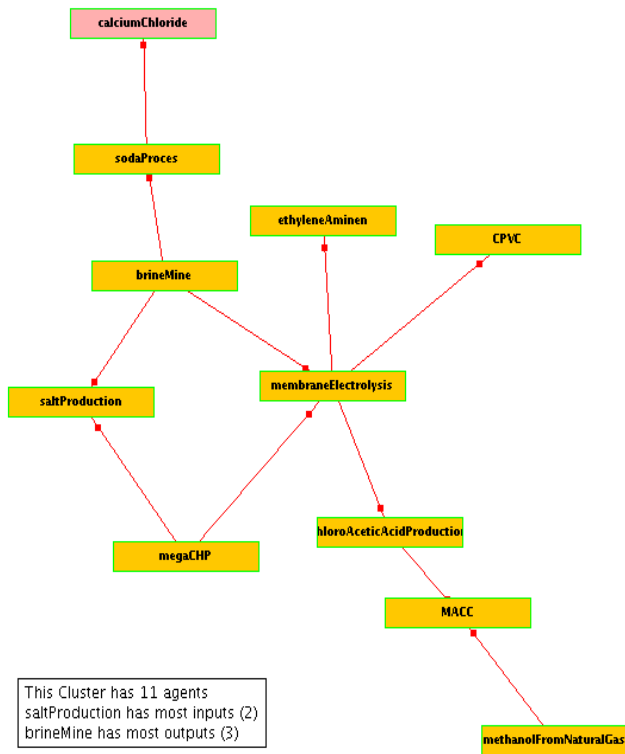 calciumChloride
sodaProces
ethyleneAminen
CPVC
brineMine
membraneElectrolysis
saltProduction
hloroAceticAcidProduction
megaCHP
MACC
This Cluster has 11 agents
saltProduction has most inputs (2)
brineMine has most outputs (3)
methanolFromNaturalGas